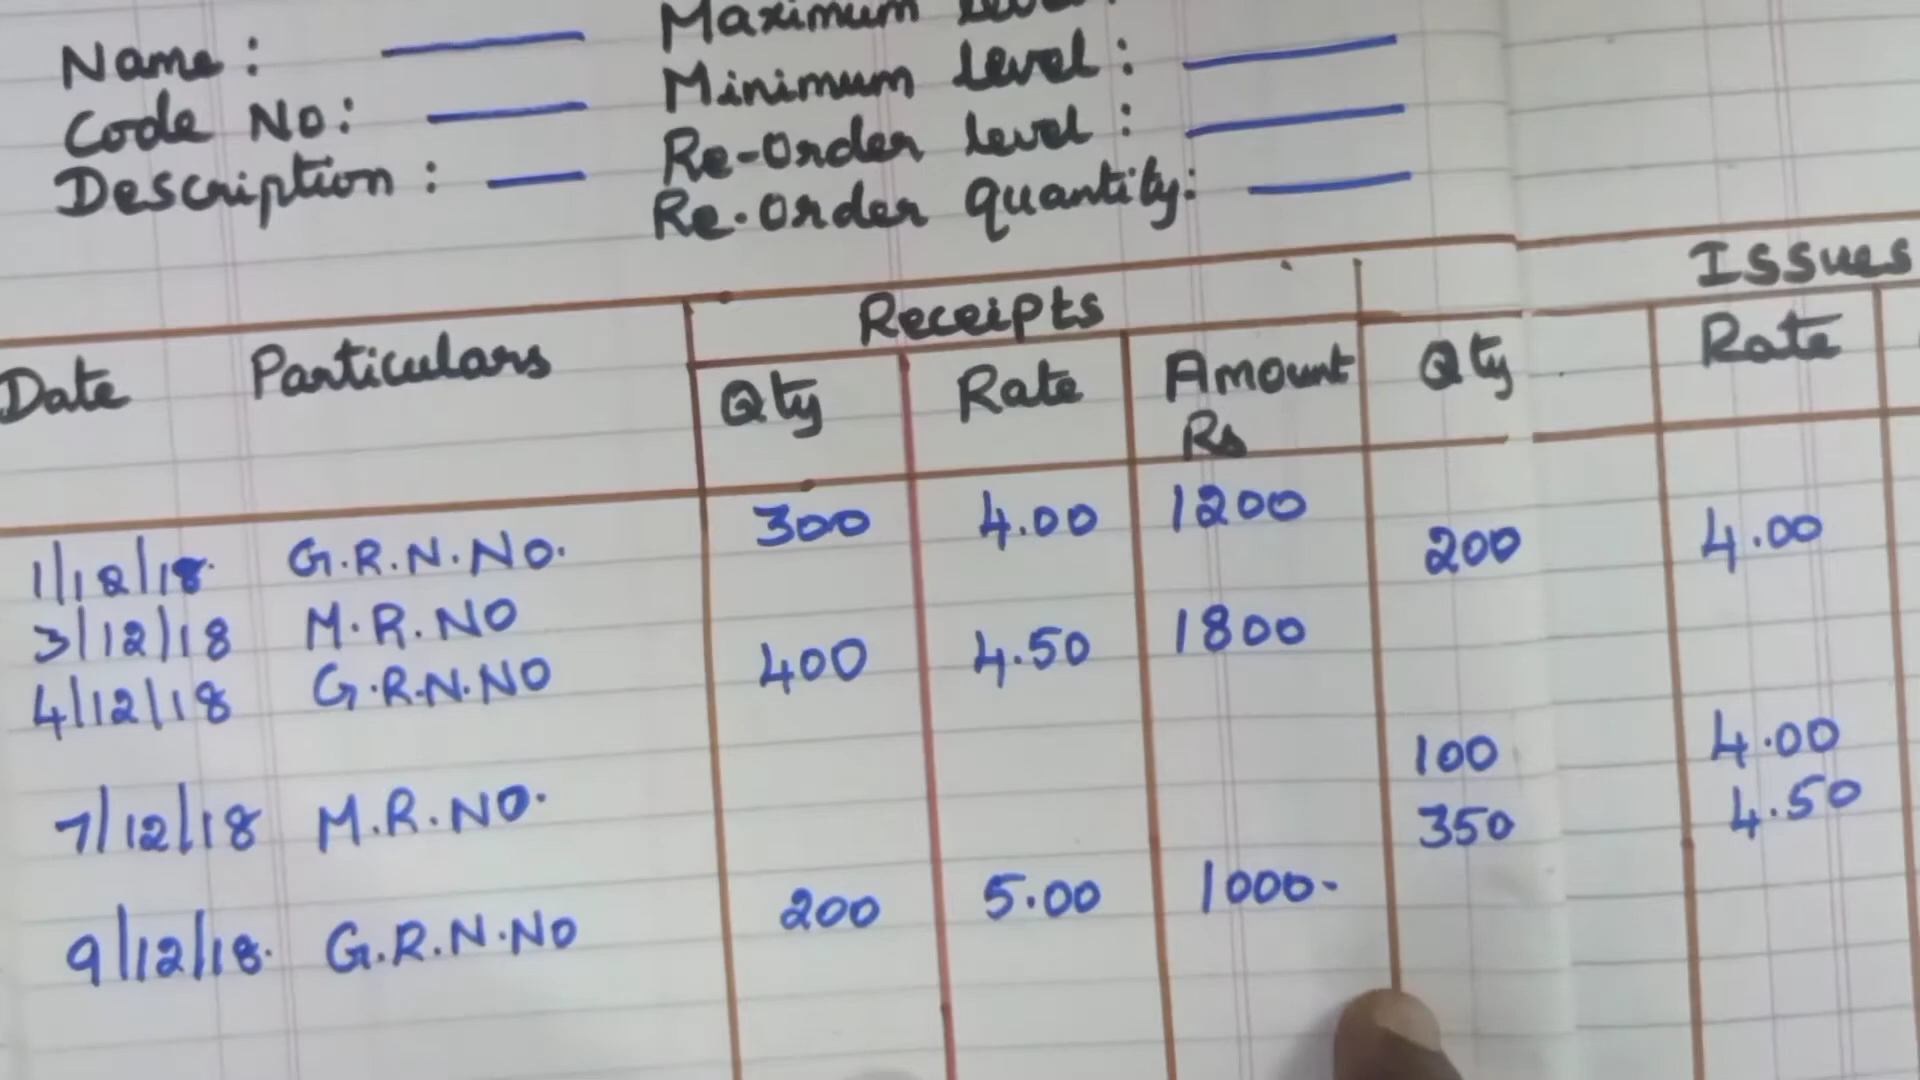 Name : Maximum level :
Code No : Minimum level :
Description : Re-Order level :
Re-Order quantity :
Receipts Issues
Date Particulars Qty Rate Amount Rs Qty Rate
1/12/18 G.R.N.No. 300 4.00 1200
3/12/18 M.R.NO 200 4.00
4/12/18 G.R.N.NO 400 4.50 1800
7/12/18 M.R.NO. 100 4.00
350 4.50
9/12/18. G.R.N.NO 200 5.00 1000-